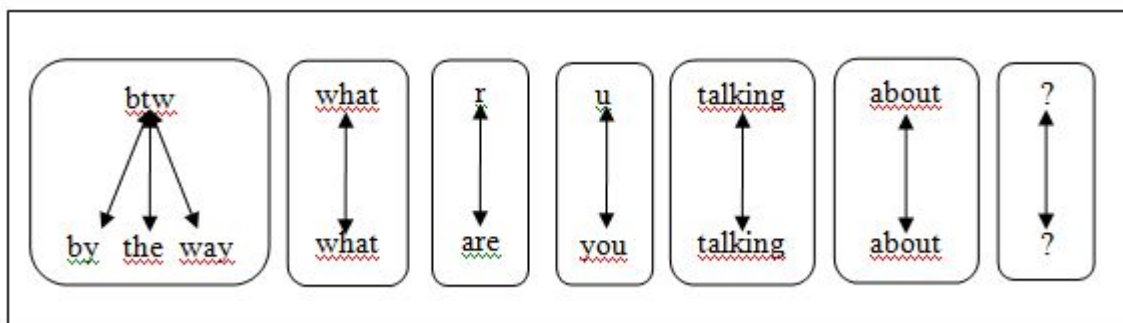 btw what r u talking about ?
by the way what are you talking about ?